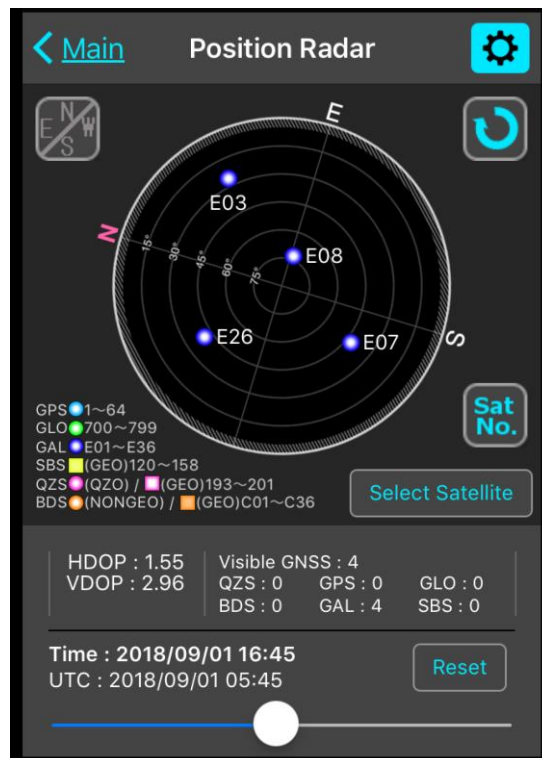 Main
Position Radar
E N W S
E
E03
N
15° 30° 45° 60° 75°
E08
E26
E07
S
GPS 1～64
GLO 700～799
GAL E01～E36
SBS (GEO)120～158
QZS (QZO) / (GEO)193～201
BDS (NONGEO) / (GEO)C01～C36
Sat
No.
Select Satellite
HDOP : 1.55
VDOP : 2.96
Visible GNSS : 4
QZS : 0 GPS : 0 GLO : 0
BDS : 0 GAL : 4 SBS : 0
Time : 2018/09/01 16:45
UTC : 2018/09/01 05:45
Reset